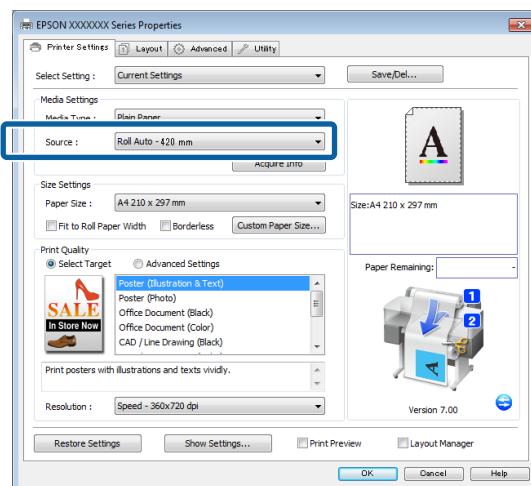 EPSON XXXXXXX Series Properties
Printer Settings Layout Advanced Utility
Select Setting : Current Settings Save/Del...
Media Settings
Media Type : Plain Paper
Source : Roll Auto - 420 mm
Acquire Info
Size Settings
Paper Size : A4 210 x 297 mm
Fit to Roll Paper Width Borderless Custom Paper Size...
Print Quality
Select Target Advanced Settings
Poster (Illustration & Text)
Poster (Photo)
Office Document (Black)
Office Document (Color)
CAD / Line Drawing (Black)
SALE
In Store Now
Print posters with illustrations and texts vividly.
Resolution : Speed - 360x720 dpi
A
Size:A4 210 x 297 mm
Paper Remaining: -
1
2
A
Version 7.00
Restore Settings Show Settings... Print Preview Layout Manager
OK Cancel Help